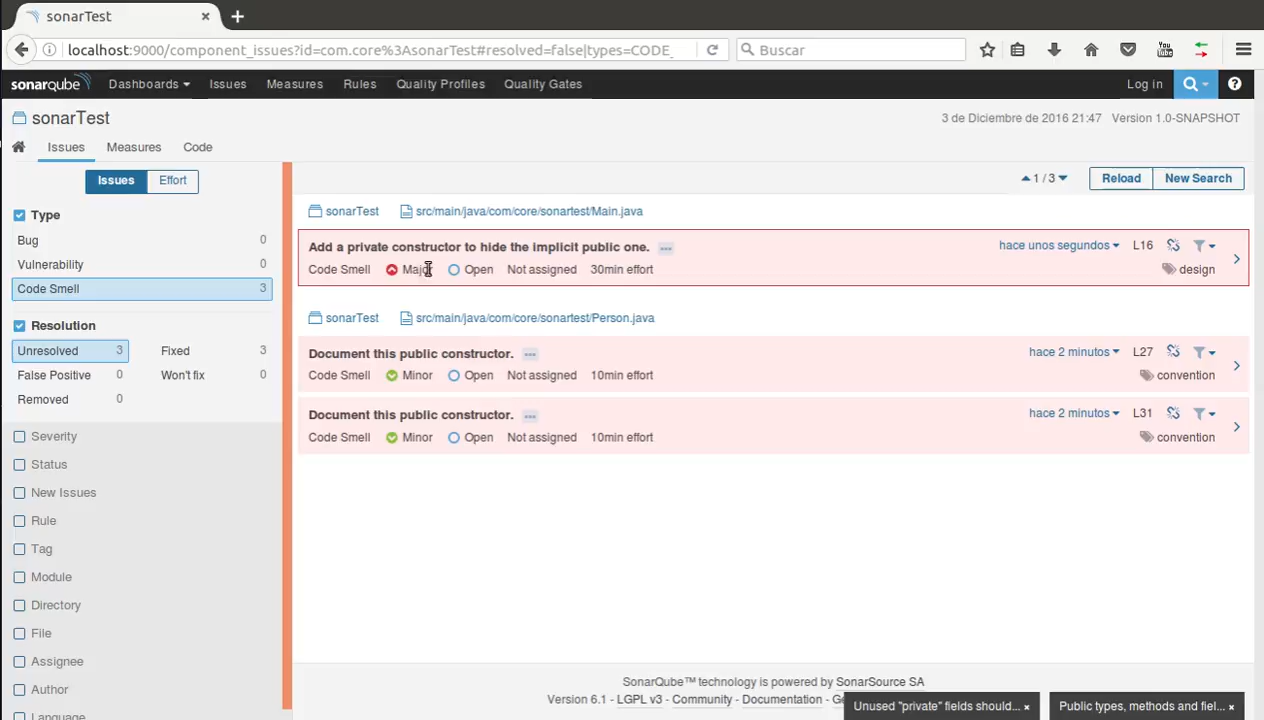 sonarTest
localhost:9000/component_issues?id=com.core%3AsonarTest#resolved=false|types=CODE_
Buscar
sonarqube Dashboards Issues Measures Rules Quality Profiles Quality Gates Log in
sonarTest
3 de Diciembre de 2016 21:47 Version 1.0-SNAPSHOT
Issues Measures Code
Issues Effort
1 / 3 Reload New Search
Type
Bug 0
Vulnerability 0
Code Smell 3
Resolution
Unresolved 3 Fixed 3
False Positive 0 Won't fix 0
Removed 0
Severity
Status
New Issues
Rule
Tag
Module
Directory
File
Assignee
Author
Language
sonarTest src/main/java/com/core/sonartest/Main.java
Add a private constructor to hide the implicit public one. hace unos segundos L16
Code Smell Major Open Not assigned 30min effort design
sonarTest src/main/java/com/core/sonartest/Person.java
Document this public constructor. hace 2 minutos L27
Code Smell Minor Open Not assigned 10min effort convention
Document this public constructor. hace 2 minutos L31
Code Smell Minor Open Not assigned 10min effort convention
SonarQube™ technology is powered by SonarSource SA
Version 6.1 - LGPL v3 - Community - Documentation -
Unused "private" fields should... × Public types, methods and fiel... ×